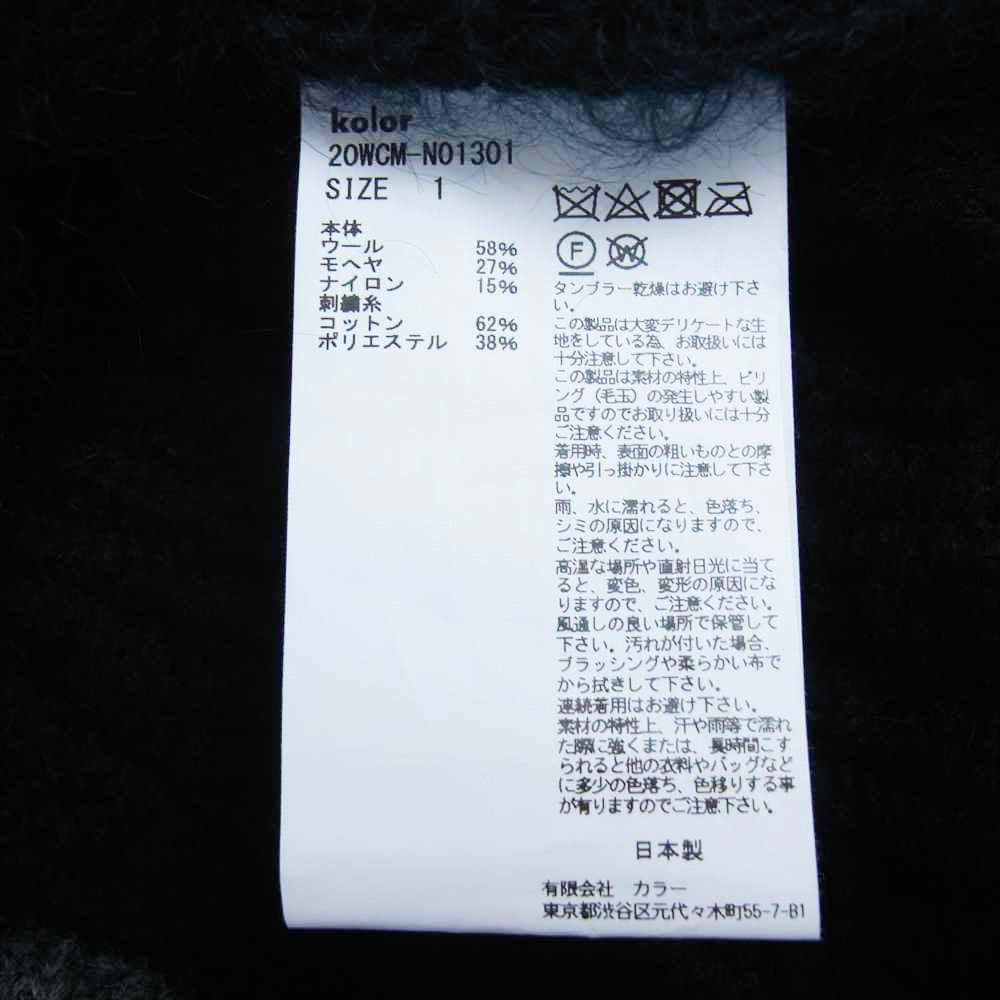 kolor
20WCM-N01301
SIZE 1
本体
ウール 58%
モヘヤ 27%
ナイロン 15%
刺繍糸
コットン 62%
ポリエステル 38%
F
W
タンブラー乾燥はお避け下さ
い。
この製品は大変デリケートな生
地をしている為、お取扱いには
十分注意して下さい。
この製品は素材の特性上、ピリ
ング（毛玉）の発生しやすい製
品ですのでお取り扱いには十分
ご注意ください。
着用時、表面の粗いものとの摩
擦や引っ掛かりに注意して下さ
い。
雨、水に濡れると、色落ち、
シミの原因になりますので、
ご注意ください。
高温な場所や直射日光に当て
ると、変色、変形の原因にな
りますので、ご注意ください。
風通しの良い場所で保管して
下さい。汚れが付いた場合、
ブラッシングや柔らかい布で
から拭きして下さい。
連続着用はお避け下さい。
素材の特性上、汗や雨等で濡れ
た際に強くまたは、長時間こす
られると他の衣料やバッグなど
に多少の色落ち、色移りする事
が有りますのでご注意下さい。
日本製
有限会社 カラー
東京都渋谷区元代々木町55-7-B1